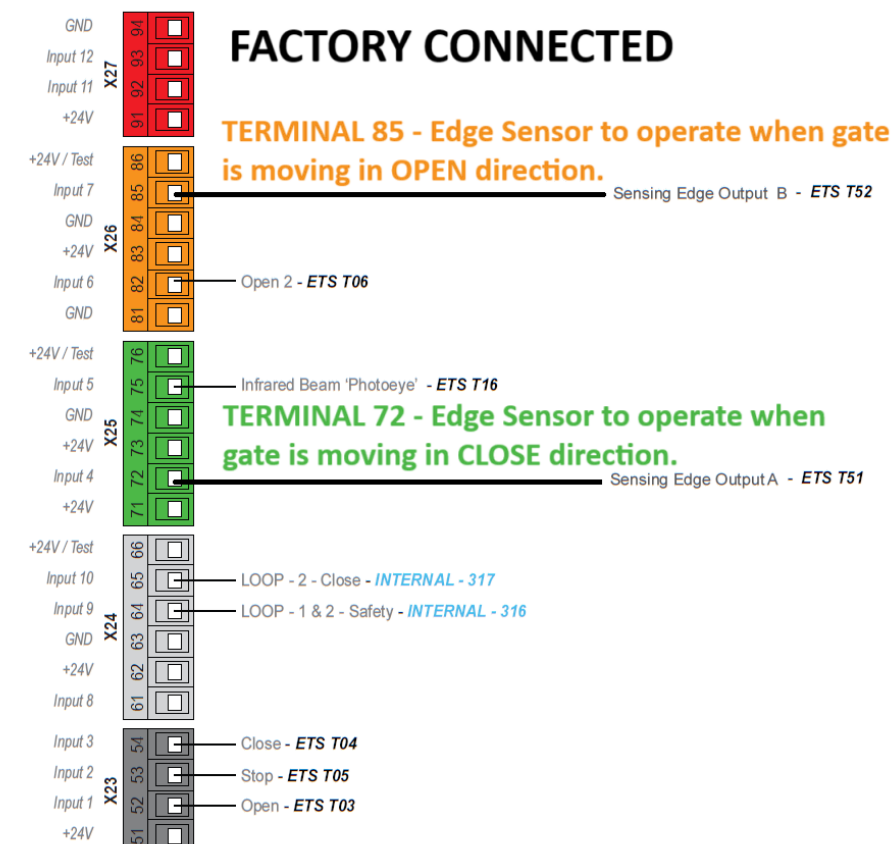 FACTORY CONNECTED
GND 94
Input 12 93
Input 11 92
+24V 91
X27
TERMINAL 85 - Edge Sensor to operate when gate
is moving in OPEN direction.
+24V / Test 86
Input 7 85 Sensing Edge Output B - ETS T52
GND 84
+24V 83
Input 6 82 Open 2 - ETS T06
GND 81
X26
+24V / Test 76
Input 5 75 Infrared Beam ‘Photoeye’ - ETS T16
GND 74
+24V 73
TERMINAL 72 - Edge Sensor to operate when
gate is moving in CLOSE direction.
Input 4 72 Sensing Edge Output A - ETS T51
+24V 71
X25
+24V / Test 66
Input 10 65 LOOP - 2 - Close - INTERNAL - 317
Input 9 64 LOOP - 1 & 2 - Safety - INTERNAL - 316
GND 63
+24V 62
Input 8 61
X24
Input 3 54 Close - ETS T04
Input 2 53 Stop - ETS T05
Input 1 52 Open - ETS T03
+24V 51
X23